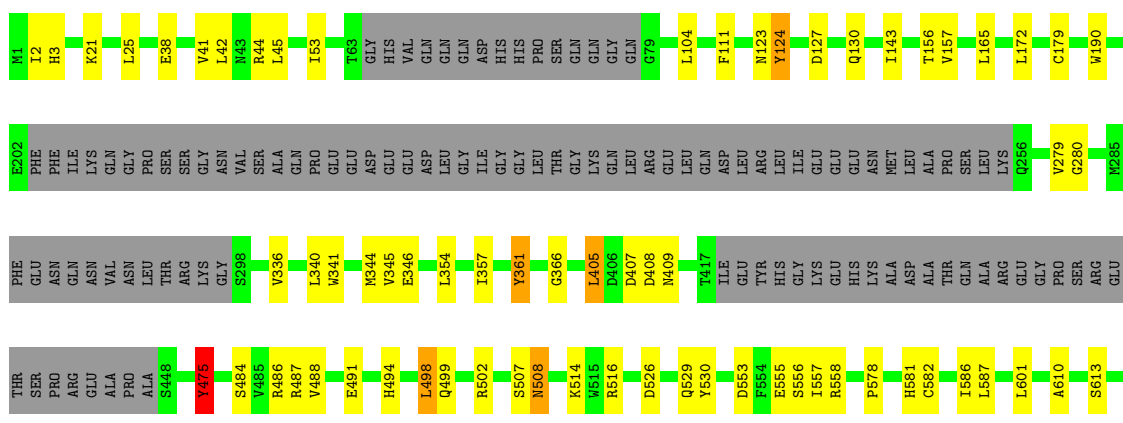 M1 I2 H3 K21 L25 E38 V41 L42 N43 R44 L45 I53 T63 GLY HIS VAL GLN GLN GLN ASP HIS HIS PRO SER GLN GLN GLY GLN G79 L104 F111 N123 Y124 D127 Q130 I143 T156 V157 L165 L172 C179 W190
E202 PHE PHE ILE LYS GLN GLY PRO SER SER GLY ASN VAL SER ALA GLN PRO GLU GLU ASP GLU GLU ASP LEU GLY ILE GLY GLY LEU THR GLY LYS GLN LEU ARG GLU LEU GLN ASP LEU ARG LEU ILE GLU GLU GLU ASN MET LEU ALA PRO SER LEU LYS Q256 V279 G280 M285
PHE GLU ASN GLN ASN VAL ASN LEU THR ARG LYS GLY S298 V336 L340 W341 M344 V345 E346 L354 I357 Y361 G366 L405 D406 D407 D408 N409 T417 ILE GLU TYR HIS GLY LYS GLU HIS LYS ALA ASP ALA THR GLN ALA ARG GLU GLY PRO SER ARG GLU
THR SER PRO ARG GLU ALA PRO ALA S448 Y475 S484 V485 R486 R487 V488 E491 H494 L498 Q499 R502 S507 N508 K514 W515 R516 D526 Q529 Y530 D553 F554 E555 S556 I557 R558 P578 H581 C582 I586 L587 L601 A610 S613